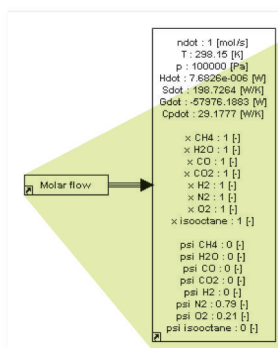 ndot : 1 [mol/s]
T : 298.15 [K]
p : 100000 [Pa]
Hdot : 7.6826e-006 [W]
Sdot : 198.7264 [W/K]
Gdot : -57976.1883 [W]
Cpdot : 29.1777 [W/K]
x CH4 : 1 [-]
x H2O : 1 [-]
x CO : 1 [-]
x CO2 : 1 [-]
x H2 : 1 [-]
x N2 : 1 [-]
x O2 : 1 [-]
x isooctane : 1 [-]
Molar flow
psi CH4 : 0 [-]
psi H2O : 0 [-]
psi CO : 0 [-]
psi CO2 : 0 [-]
psi H2 : 0 [-]
psi N2 : 0.79 [-]
psi O2 : 0.21 [-]
psi isooctane : 0 [-]